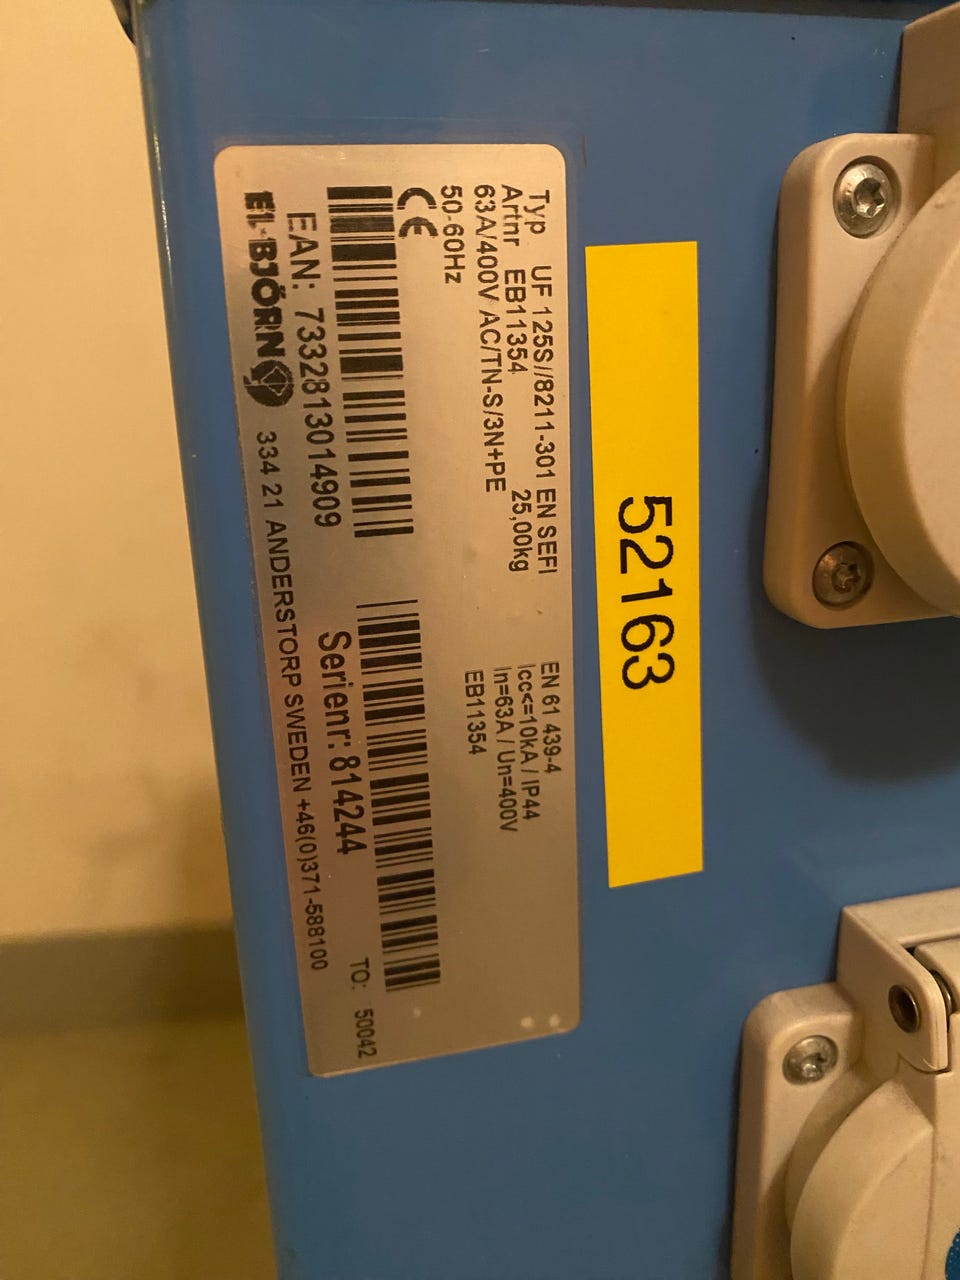 Typ UF 125S//8211-301 EN SEFI
Artnr EB11354 25,00kg
63A/400V AC/TN-S/3N+PE
50-60Hz
CE
EN 61 439-4
Icc<=10kA / IP44
In=63A / Un=400V
EB11354
EAN: 7332813014909
Serienr: 814244
TO: 50042
EL-BJÖRN
334 21 ANDERSTORP SWEDEN +46(0)371-588100
52163